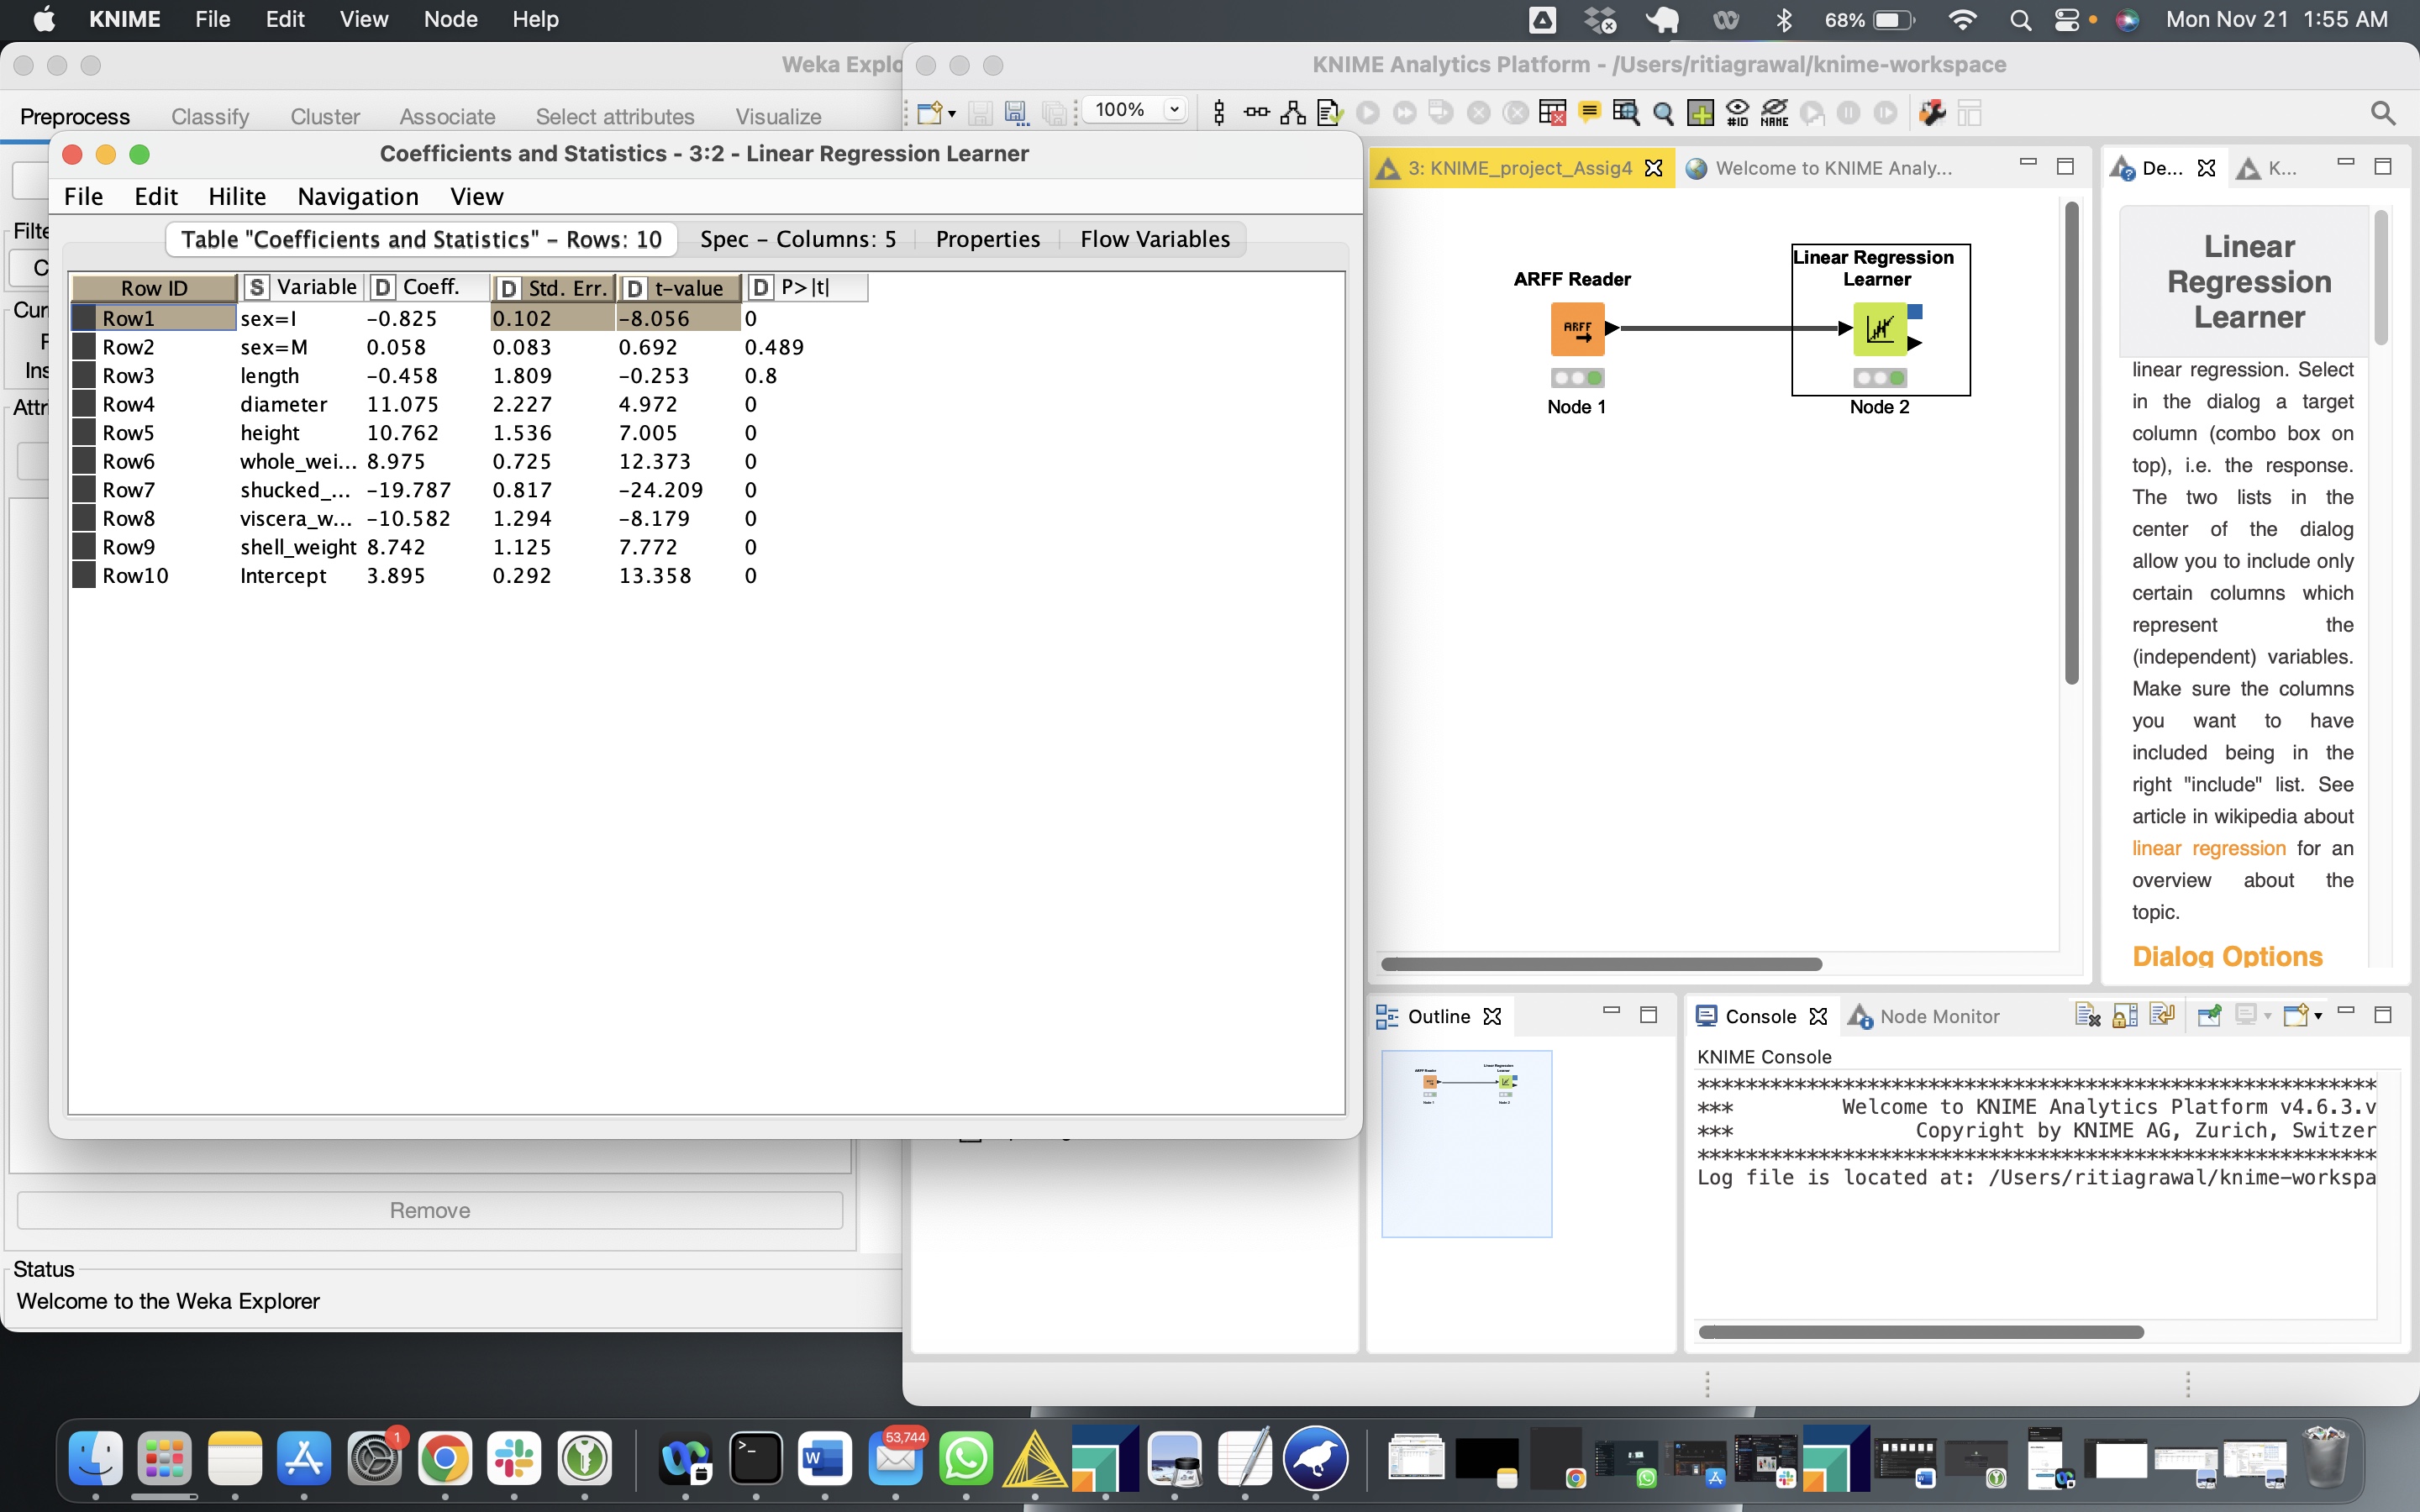 KNIME File Edit View Node Help 68% Mon Nov 21 1:55 AM
Weka Explo
KNIME Analytics Platform - /Users/ritiagrawal/knime-workspace
Preprocess Classify Cluster Associate Select attributes Visualize
100%
#ID NAME
Coefficients and Statistics - 3:2 - Linear Regression Learner
File Edit Hilite Navigation View
Table "Coefficients and Statistics" – Rows: 10 Spec – Columns: 5 Properties Flow Variables
Row ID S Variable D Coeff. D Std. Err. D t-value D P>|t|
Row1 sex=I -0.825 0.102 -8.056 0
Row2 sex=M 0.058 0.083 0.692 0.489
Row3 length -0.458 1.809 -0.253 0.8
Row4 diameter 11.075 2.227 4.972 0
Row5 height 10.762 1.536 7.005 0
Row6 whole_wei... 8.975 0.725 12.373 0
Row7 shucked_... -19.787 0.817 -24.209 0
Row8 viscera_w... -10.582 1.294 -8.179 0
Row9 shell_weight 8.742 1.125 7.772 0
Row10 Intercept 3.895 0.292 13.358 0
Filte
C
Curr
F
Ins
Attri
Remove
Status
Welcome to the Weka Explorer
3: KNIME_project_Assig4 Welcome to KNIME Analy...
ARFF Reader
ARFF
Node 1
Linear Regression
Learner
Node 2
De... K...
Linear
Regression
Learner
linear regression. Select
in the dialog a target
column (combo box on
top), i.e. the response.
The two lists in the
center of the dialog
allow you to include only
certain columns which
represent the
(independent) variables.
Make sure the columns
you want to have
included being in the
right "include" list. See
article in wikipedia about
linear regression for an
overview about the
topic.
Dialog Options
Outline
Console Node Monitor
KNIME Console
********************************************************
*** Welcome to KNIME Analytics Platform v4.6.3.v
*** Copyright by KNIME AG, Zurich, Switzer
********************************************************
Log file is located at: /Users/ritiagrawal/knime-workspa
1
53,744